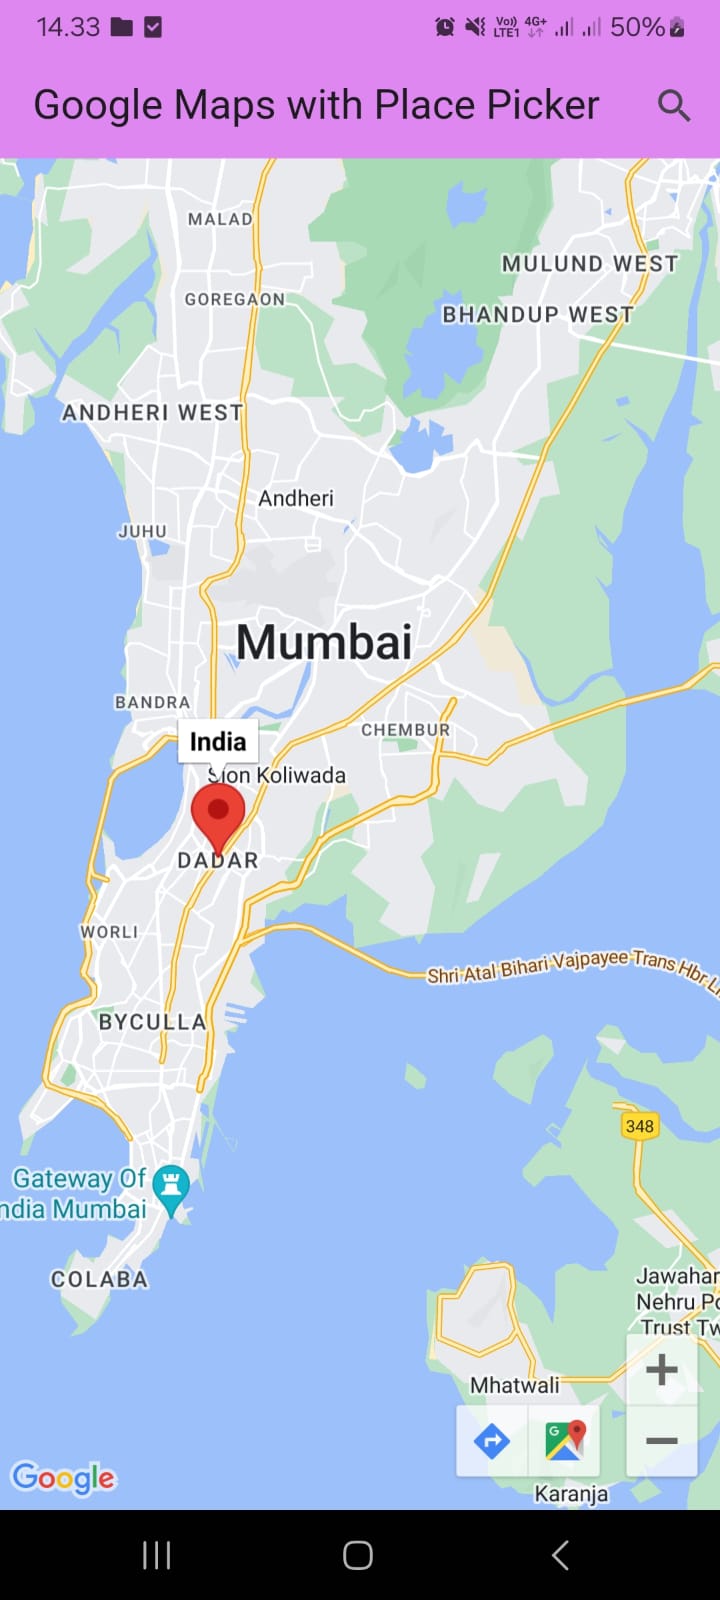 14.33
Vo)) 4G+
LTE1
50%
Google Maps with Place Picker
MALAD
MULUND WEST
GOREGAON
BHANDUP WEST
ANDHERI WEST
Andheri
JUHU
Mumbai
BANDRA
CHEMBUR
India
Sion Koliwada
DADAR
WORLI
Shri Atal Bihari Vajpayee Trans Hbr L
BYCULLA
348
Gateway Of
ndia Mumbai
COLABA
Jawahar
Nehru Po
Trust Tw
Mhatwali
G
Google
Karanja